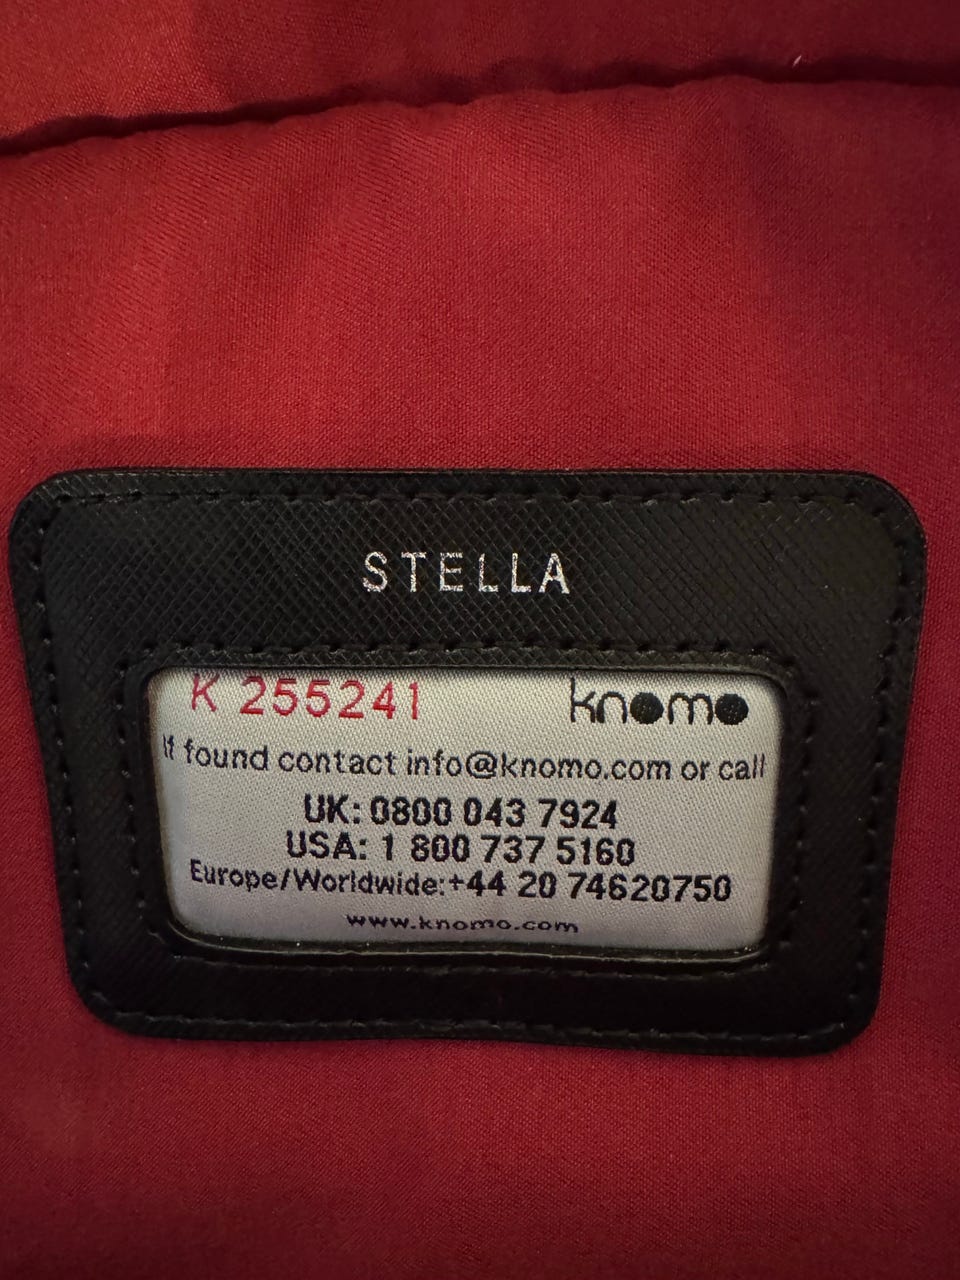 STELLA
K 255241 knomo
If found contact info@knomo.com or call
UK: 0800 043 7924
USA: 1 800 737 5160
Europe/Worldwide:+44 20 74620750
www.knomo.com